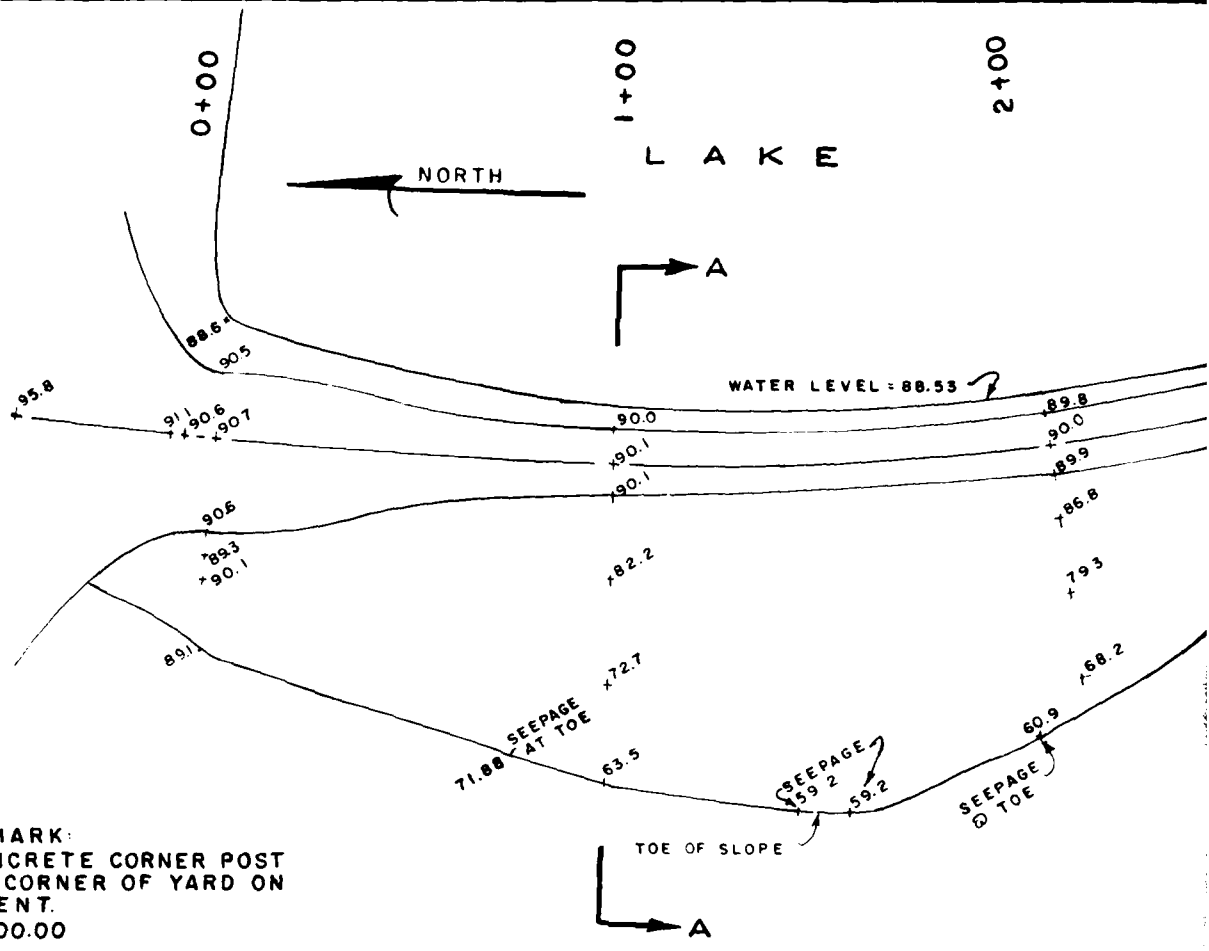 0+00
1+00
2+00
LAKE
NORTH
A
88.6
90.5
WATER LEVEL = 88.53
95.8
91.1
90.6
90.7
90.0
89.8
90.1
90.0
90.1
89.9
90.6
86.8
89.3
90.1
82.2
79.3
89.1
72.7
68.2
SEEPAGE
AT TOE
71.88
63.5
60.9
SEEPAGE
59.2
59.2
SEEPAGE
@ TOE
TOE OF SLOPE
MARK:
NCRETE CORNER POST
CORNER OF YARD ON
ENT.
00.00
A